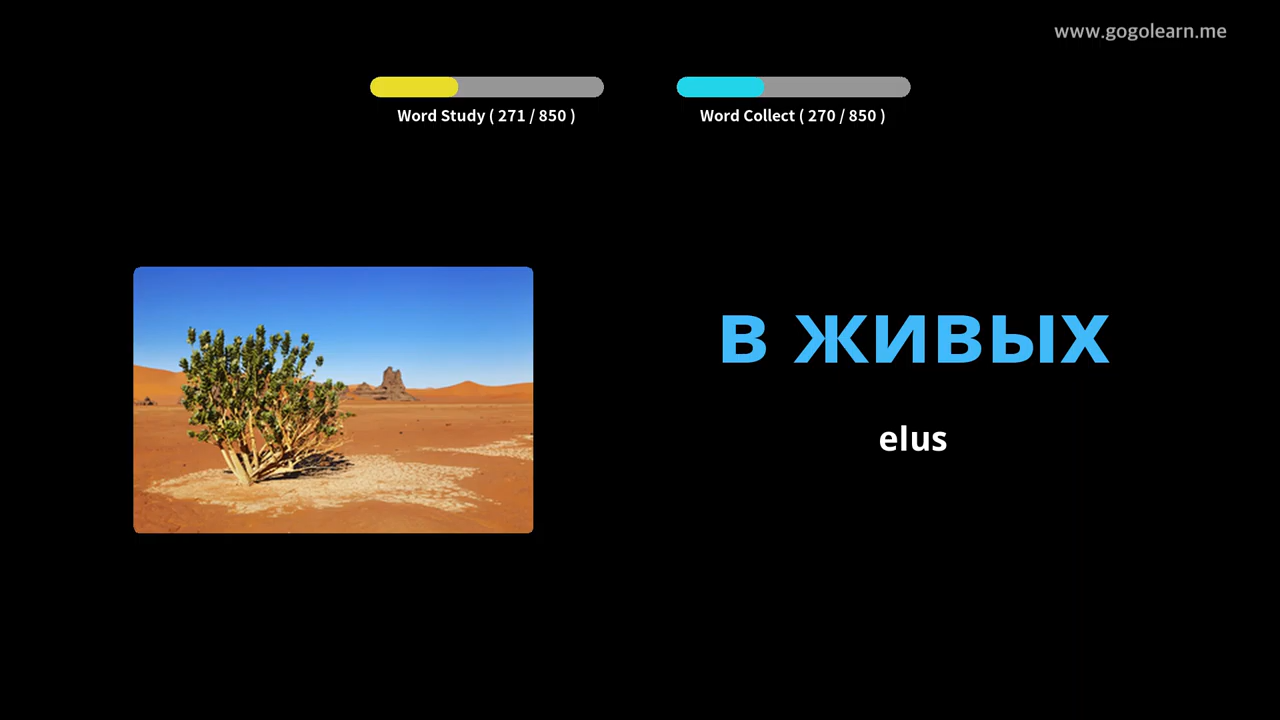 www.gogolearn.me
Word Study ( 271 / 850 )
Word Collect ( 270 / 850 )
в живых
elus